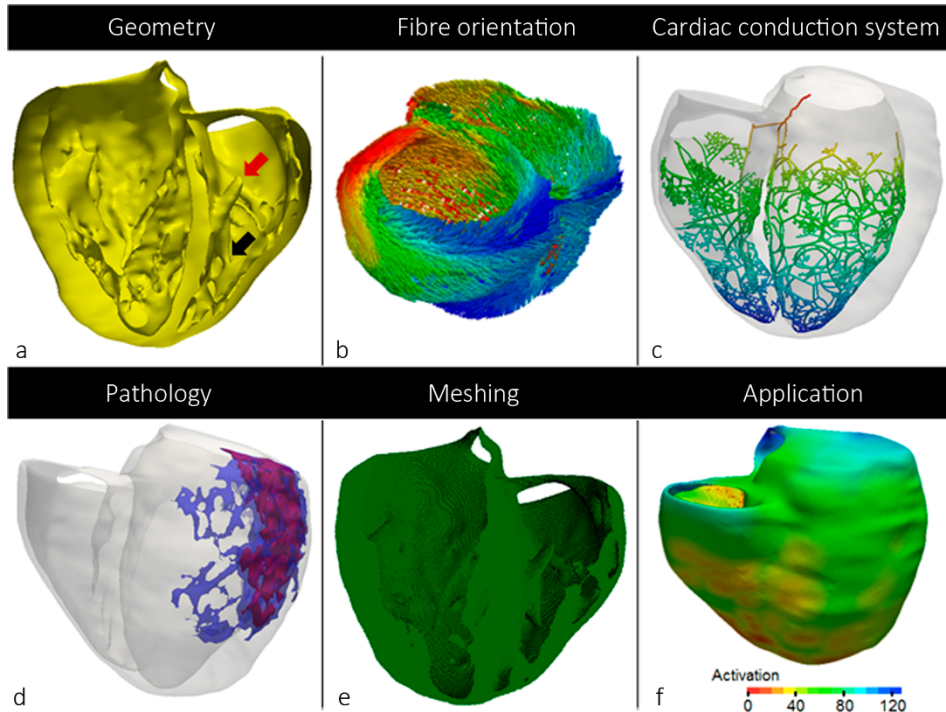 Geometry
Fibre orientation
Cardiac conduction system
a
b
c
Pathology
Meshing
Application
d
e
f
Activation
0 40 80 120